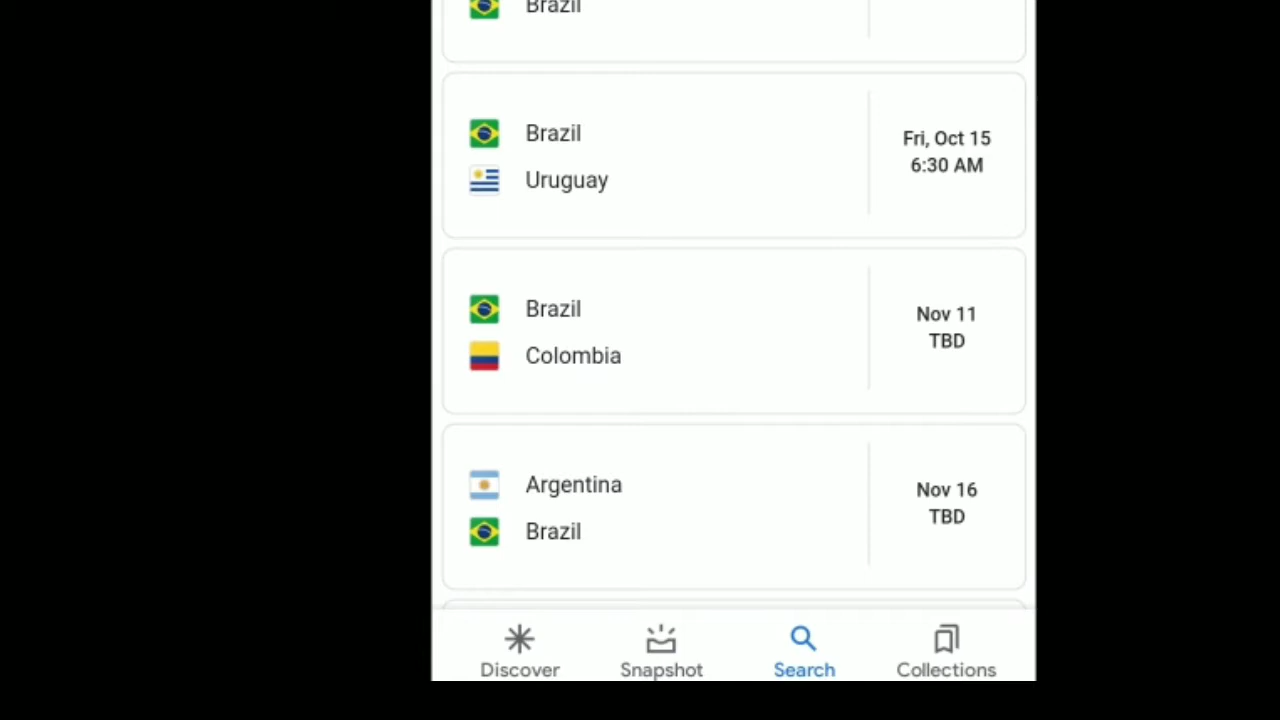 Brazil
Brazil
Uruguay
Fri, Oct 15
6:30 AM
Brazil
Colombia
Nov 11
TBD
Argentina
Brazil
Nov 16
TBD
Discover
Snapshot
Search
Collections